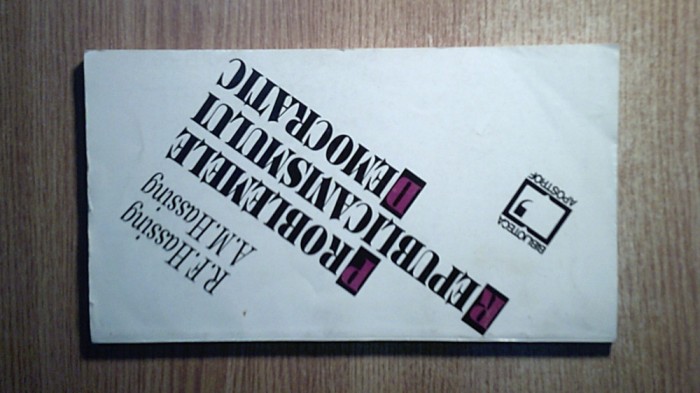 R.F.Hassing
A.M.Hassing
PROBLEMELE
REPUBLICANISMULUI
DEMOCRATIC
BIBLIOTECA
APOSTROF